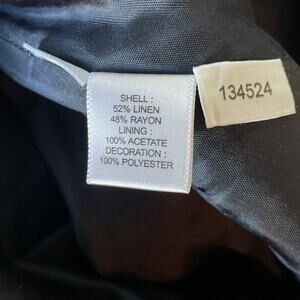 SHELL :
52% LINEN
48% RAYON
LINING :
100% ACETATE
DECORATION :
100% POLYESTER
134524